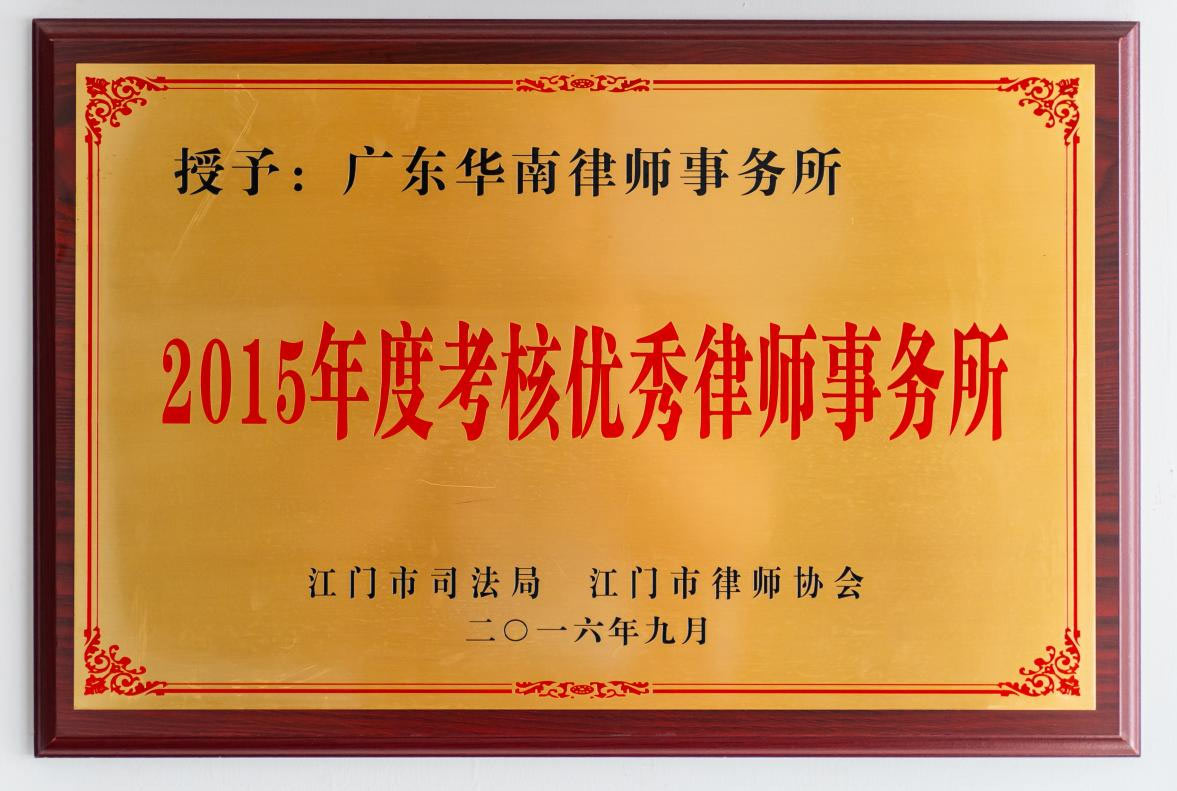 授予：广东华南律师事务所
2015年度考核优秀律师事务所
江门市司法局 江门市律师协会
二〇一六年九月